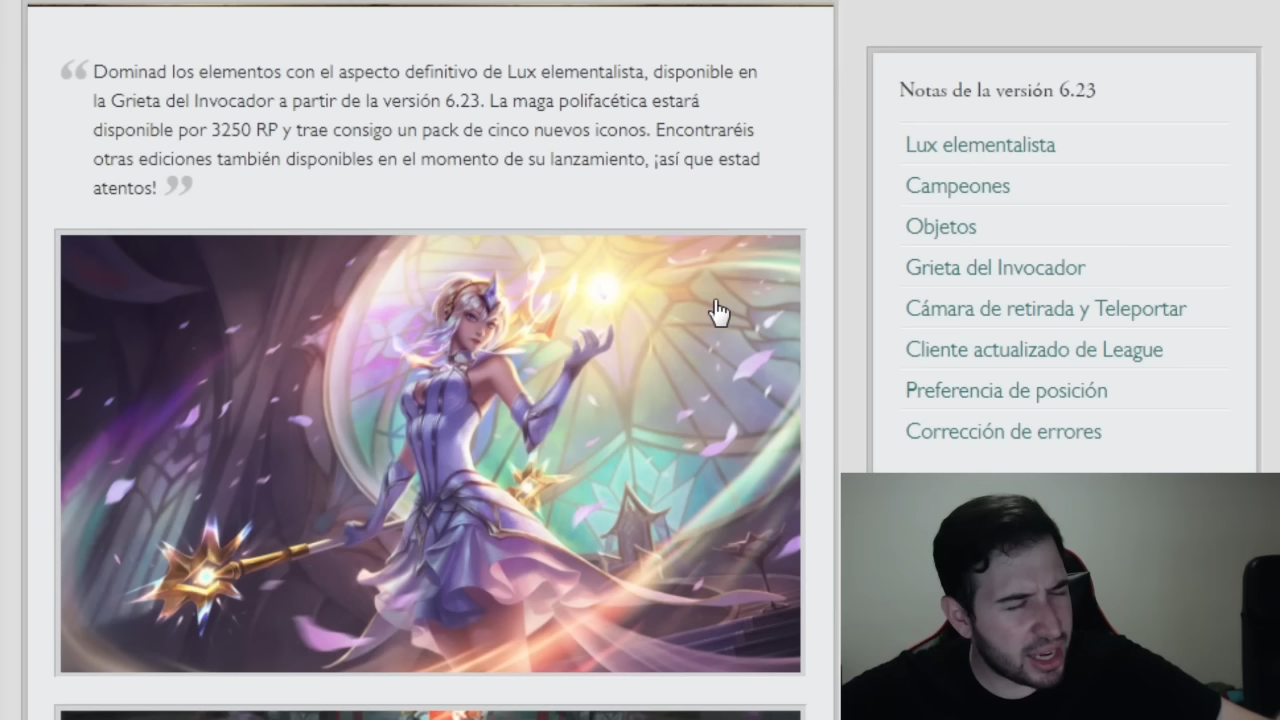 Dominad los elementos con el aspecto definitivo de Lux elementalista, disponible en
la Grieta del Invocador a partir de la versión 6.23. La maga polifacética estará
disponible por 3250 RP y trae consigo un pack de cinco nuevos iconos. Encontraréis
otras ediciones también disponibles en el momento de su lanzamiento, ¡así que estad
atentos!
Notas de la versión 6.23
Lux elementalista
Campeones
Objetos
Grieta del Invocador
Cámara de retirada y Teleportar
Cliente actualizado de League
Preferencia de posición
Corrección de errores